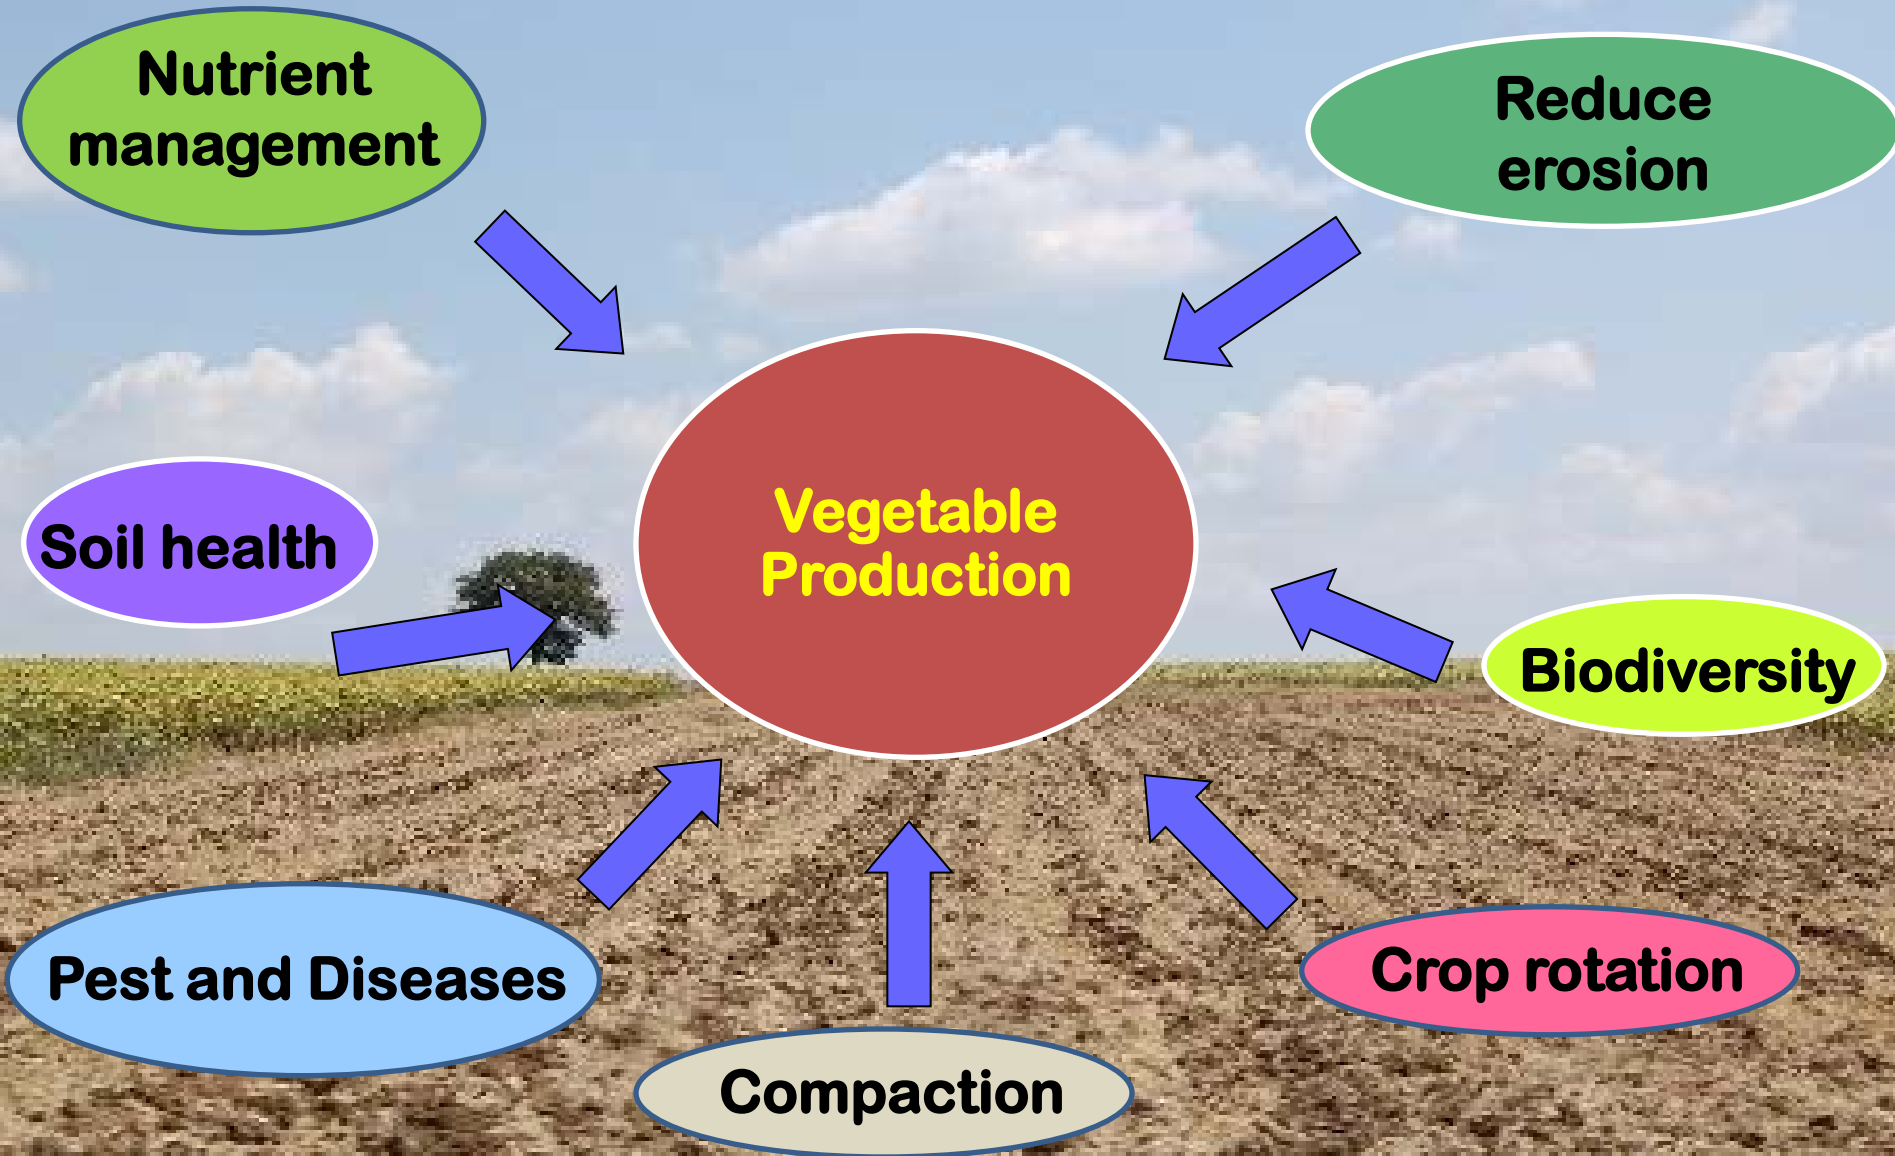 Nutrient
management
Reduce
erosion
Vegetable
Production
Soil health
Biodiversity
Pest and Diseases
Crop rotation
Compaction